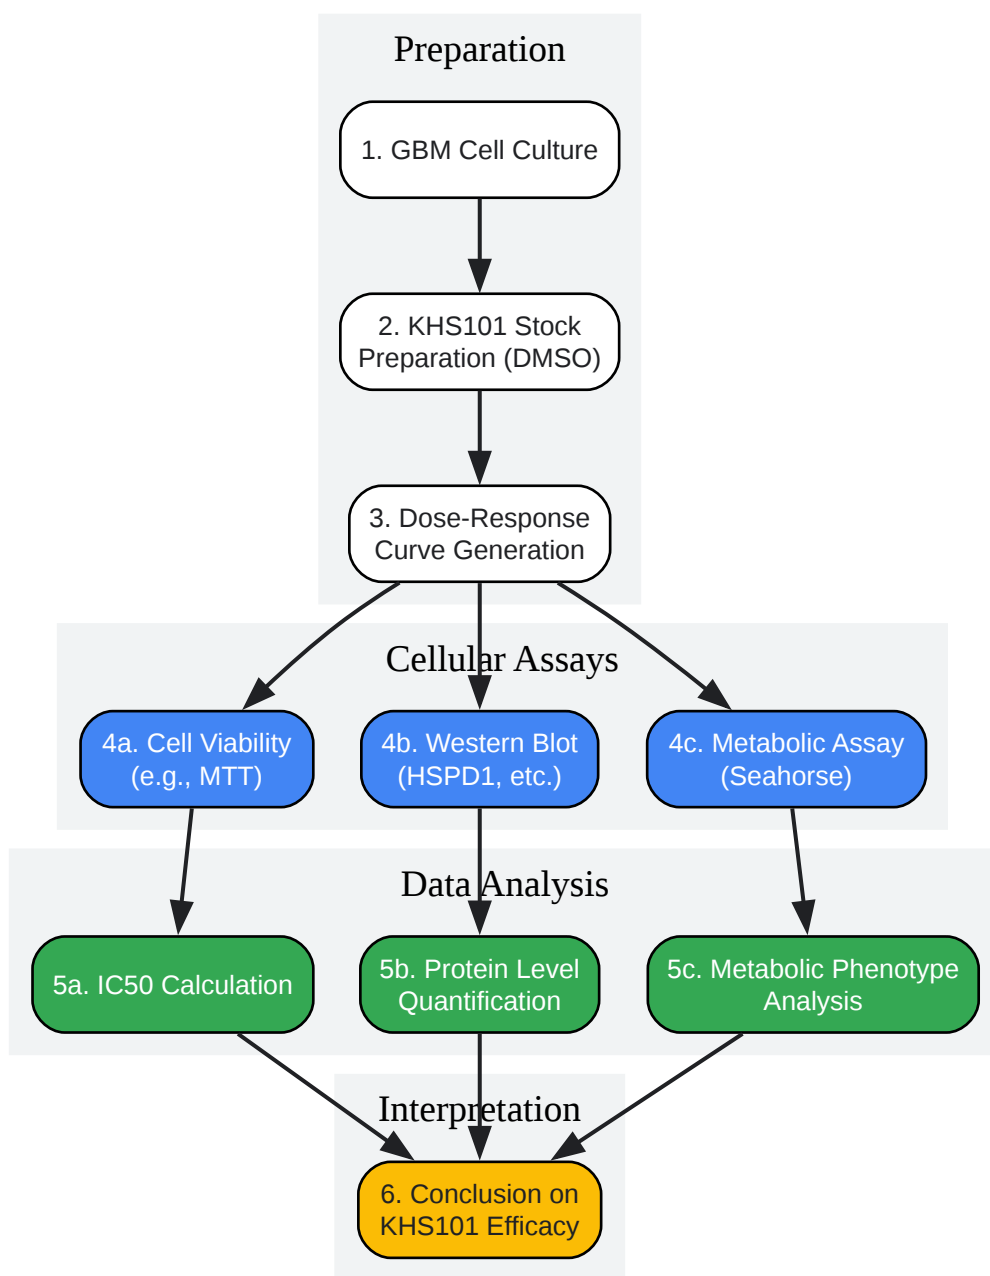 Preparation
1. GBM Cell Culture
2. KHS101 Stock
Preparation (DMSO)
3. Dose-Response
Curve Generation
Cellular Assays
4a. Cell Viability
(e.g., MTT)
4b. Western Blot
(HSPD1, etc.)
4c. Metabolic Assay
(Seahorse)
Data Analysis
5a. IC50 Calculation
5b. Protein Level
Quantification
5c. Metabolic Phenotype
Analysis
Interpretation
6. Conclusion on
KHS101 Efficacy